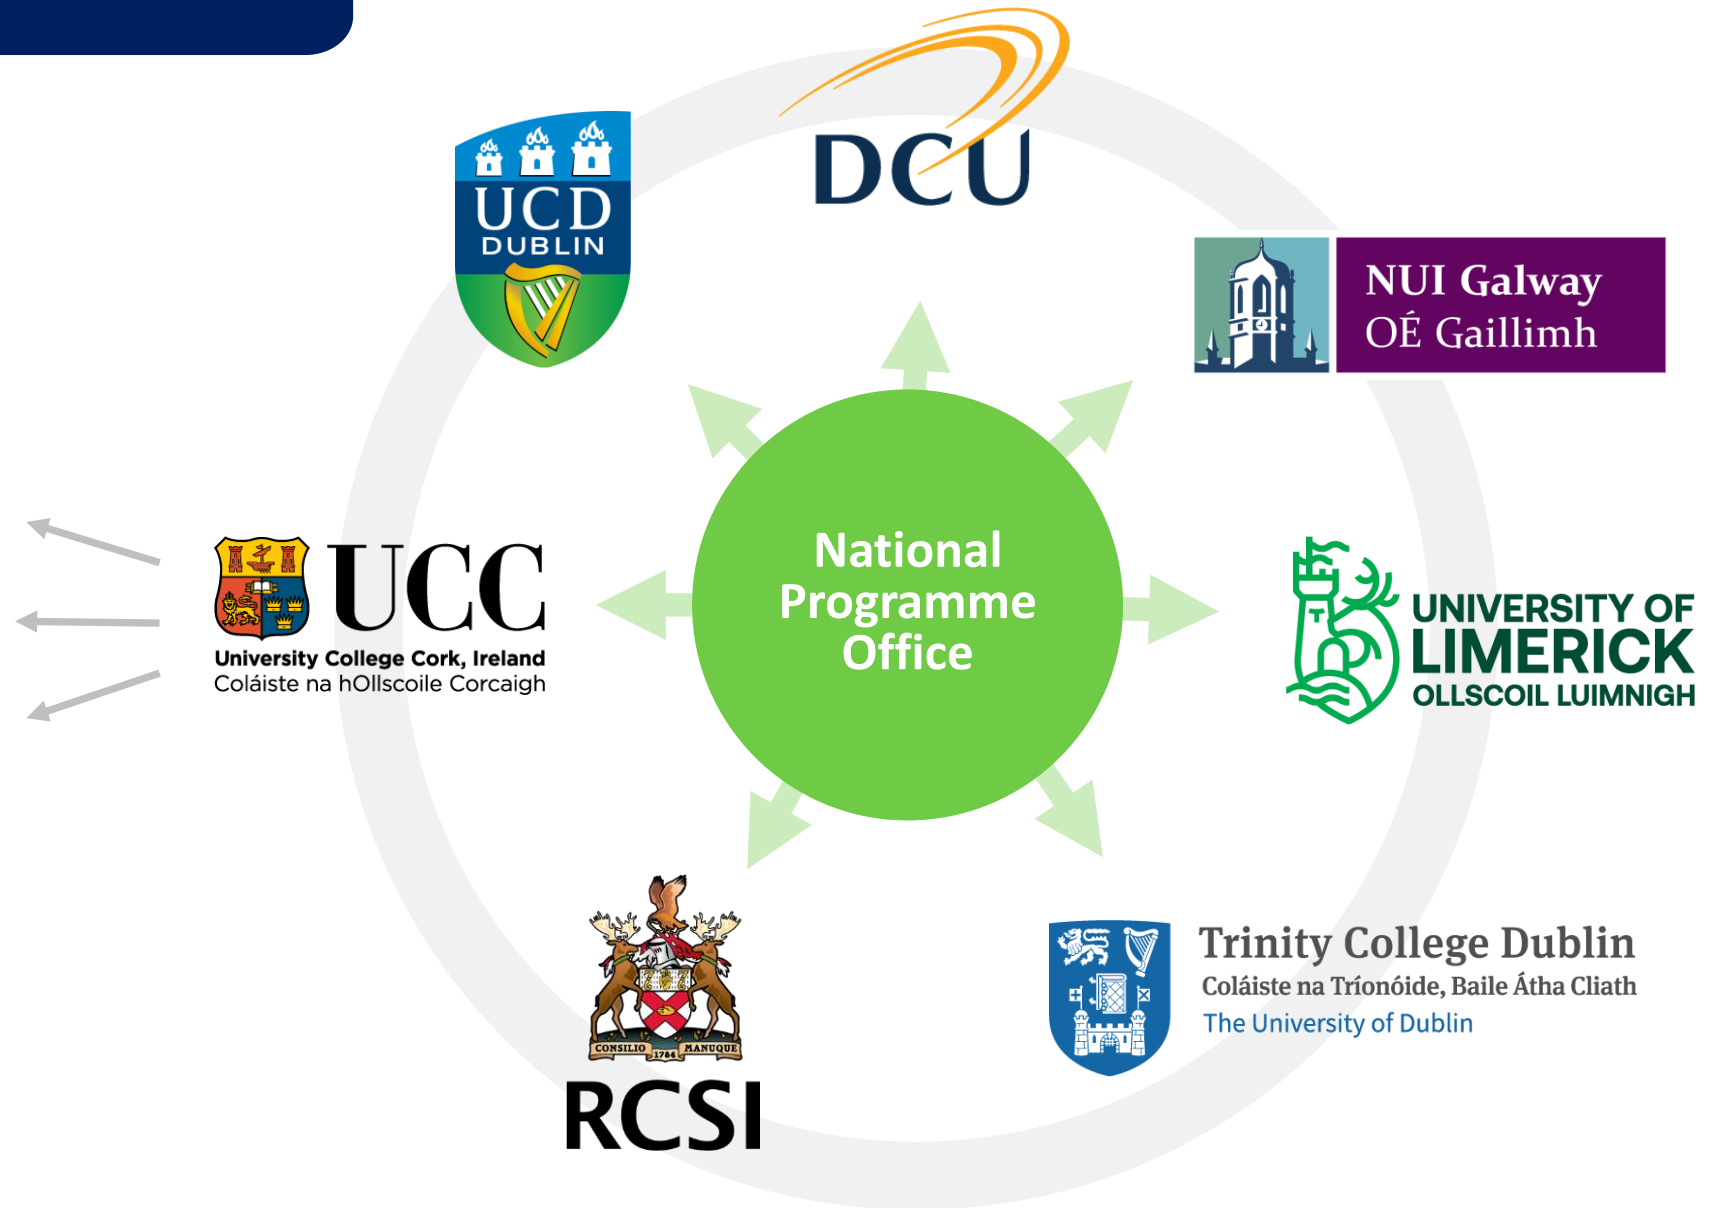 DCU
UCD
DUBLIN
NUI Galway
OÉ Gaillimh
National
Programme
Office
UCC
University College Cork, Ireland
Coláiste na hOllscoile Corcaigh
UNIVERSITY OF
LIMERICK
OLLSCOIL LUIMNIGH
CONSILIO 1784 MANUQUE
RCSI
Trinity College Dublin
Coláiste na Tríonóide, Baile Átha Cliath
The University of Dublin